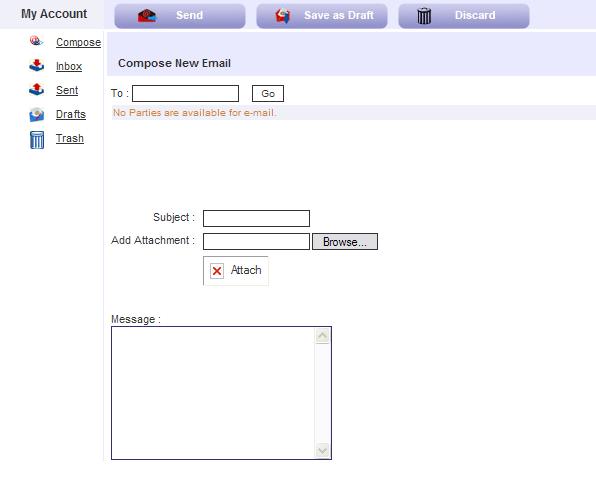 My Account
Send
Save as Draft
Discard
Compose
Inbox
Sent
Drafts
Trash
Compose New Email
To :
Go
No Parties are available for e-mail.
Subject :
Add Attachment :
Browse...
Attach
Message :